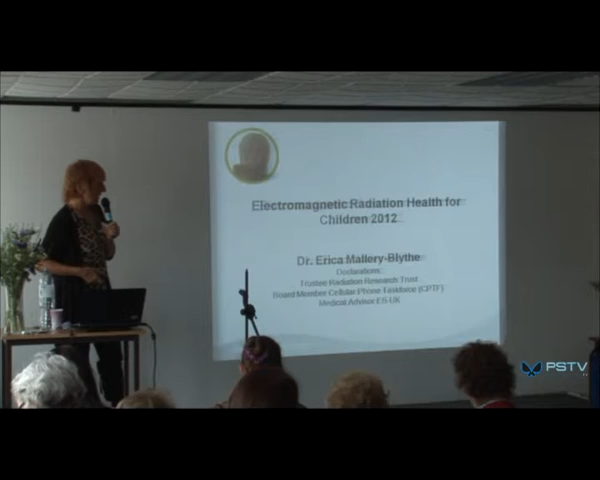 Electromagnetic Radiation Health for
Children 2012
Dr. Erica Mallery-Blythe
Declarations:
Trustee Radiation Research Trust
Board Member Cellular Phone Taskforce (CPTF)
Medical Advisor ES UK
PSTV